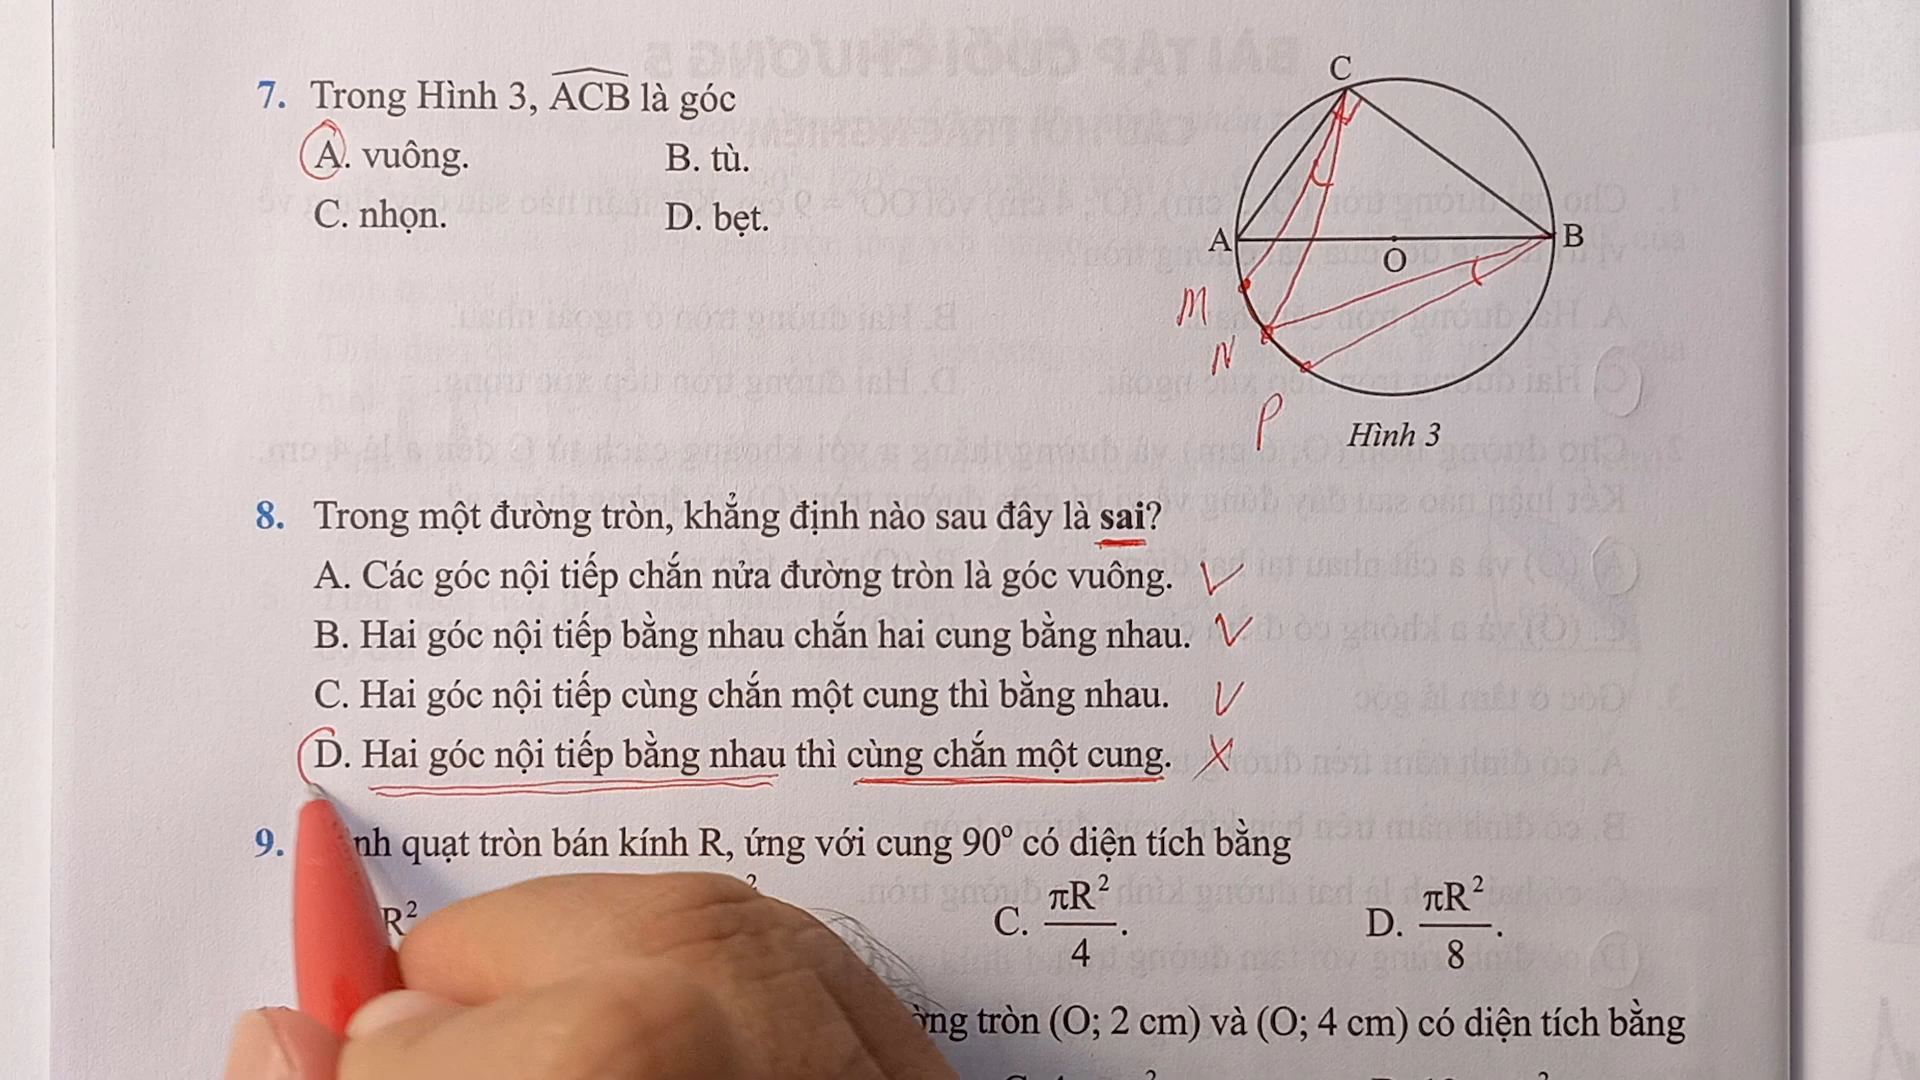 7. Trong Hình 3, ACB là góc
A. vuông.
B. tù.
C. nhọn.
D. bẹt.
C
A
O
B
M
N
P
Hình 3
8. Trong một đường tròn, khẳng định nào sau đây là sai?
A. Các góc nội tiếp chắn nửa đường tròn là góc vuông.
B. Hai góc nội tiếp bằng nhau chắn hai cung bằng nhau.
C. Hai góc nội tiếp cùng chắn một cung thì bằng nhau.
D. Hai góc nội tiếp bằng nhau thì cùng chắn một cung.
9. quạt tròn bán kính R, ứng với cung 90° có diện tích bằng
R²
C. πR²/4.
D. πR²/8.
tròn (O; 2 cm) và (O; 4 cm) có diện tích bằng